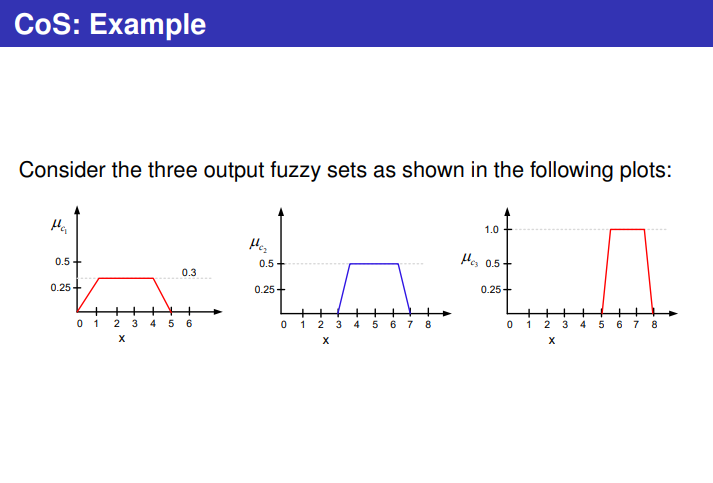 CoS: Example
Consider the three output fuzzy sets as shown in the following plots:
μc₁
0.5
0.25
0.3
0 1 2 3 4 5 6
x
μc₂
0.5
0.25
0 1 2 3 4 5 6 7 8
x
μc₃
1.0
0.5
0.25
0 1 2 3 4 5 6 7 8
x